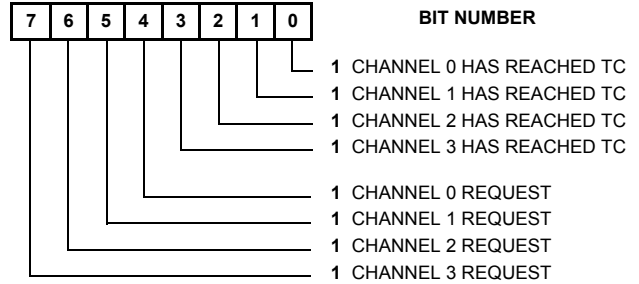 7 6 5 4 3 2 1 0 BIT NUMBER
1 CHANNEL 0 HAS REACHED TC
1 CHANNEL 1 HAS REACHED TC
1 CHANNEL 2 HAS REACHED TC
1 CHANNEL 3 HAS REACHED TC
1 CHANNEL 0 REQUEST
1 CHANNEL 1 REQUEST
1 CHANNEL 2 REQUEST
1 CHANNEL 3 REQUEST